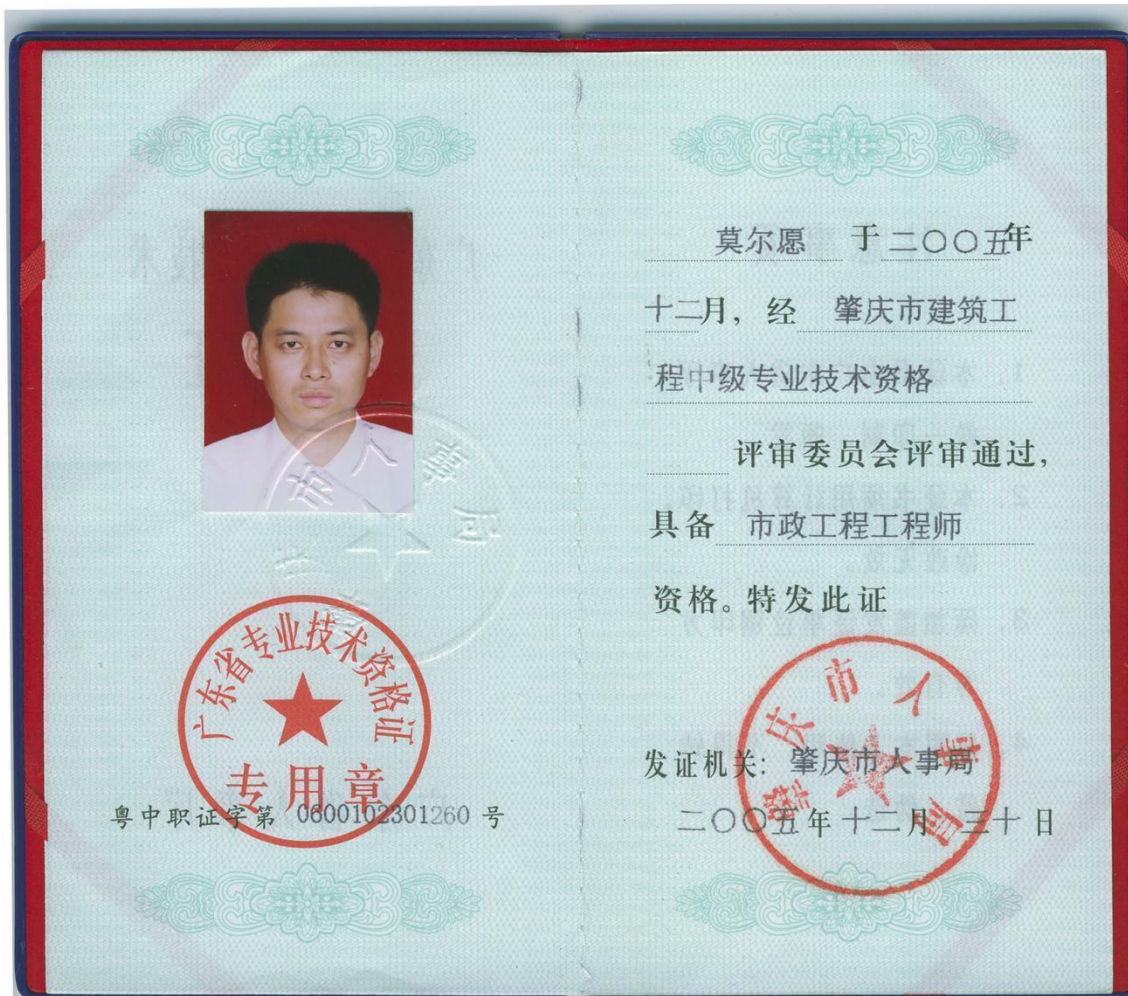 广东省专业技术资格证
专用章
粤中职证字第 0600102301260 号
莫尔愿 于 二〇〇五年
十二月，经 肇庆市建筑工
程中级专业技术资格
评审委员会评审通过，
具备 市政工程工程师
资格。特发此证
肇庆市人事局
发证机关：肇庆市人事局
二〇〇五年十二月 三十日